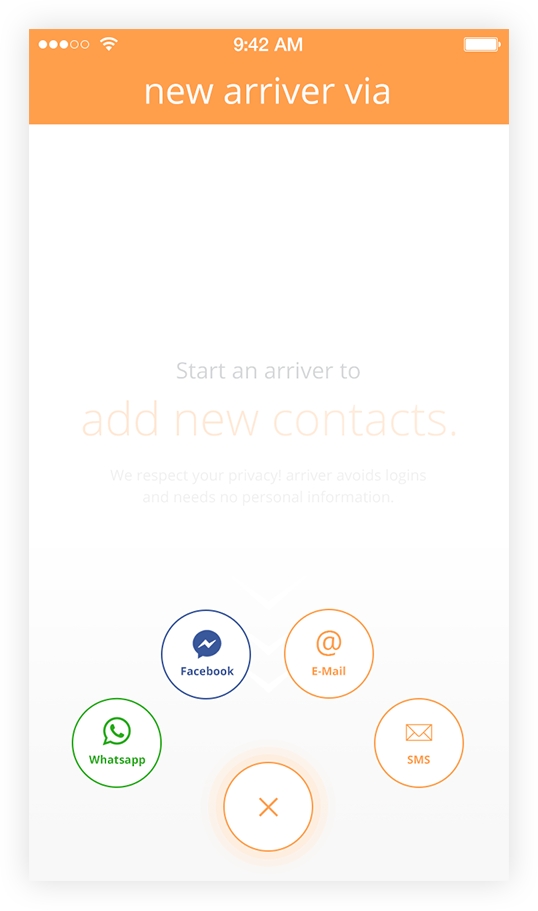 9:42 AM
new arriver via
Start an arriver to
add new contacts.
We respect your privacy! arriver avoids logins
and needs no personal information.
Facebook
@
E-Mail
Whatsapp
SMS